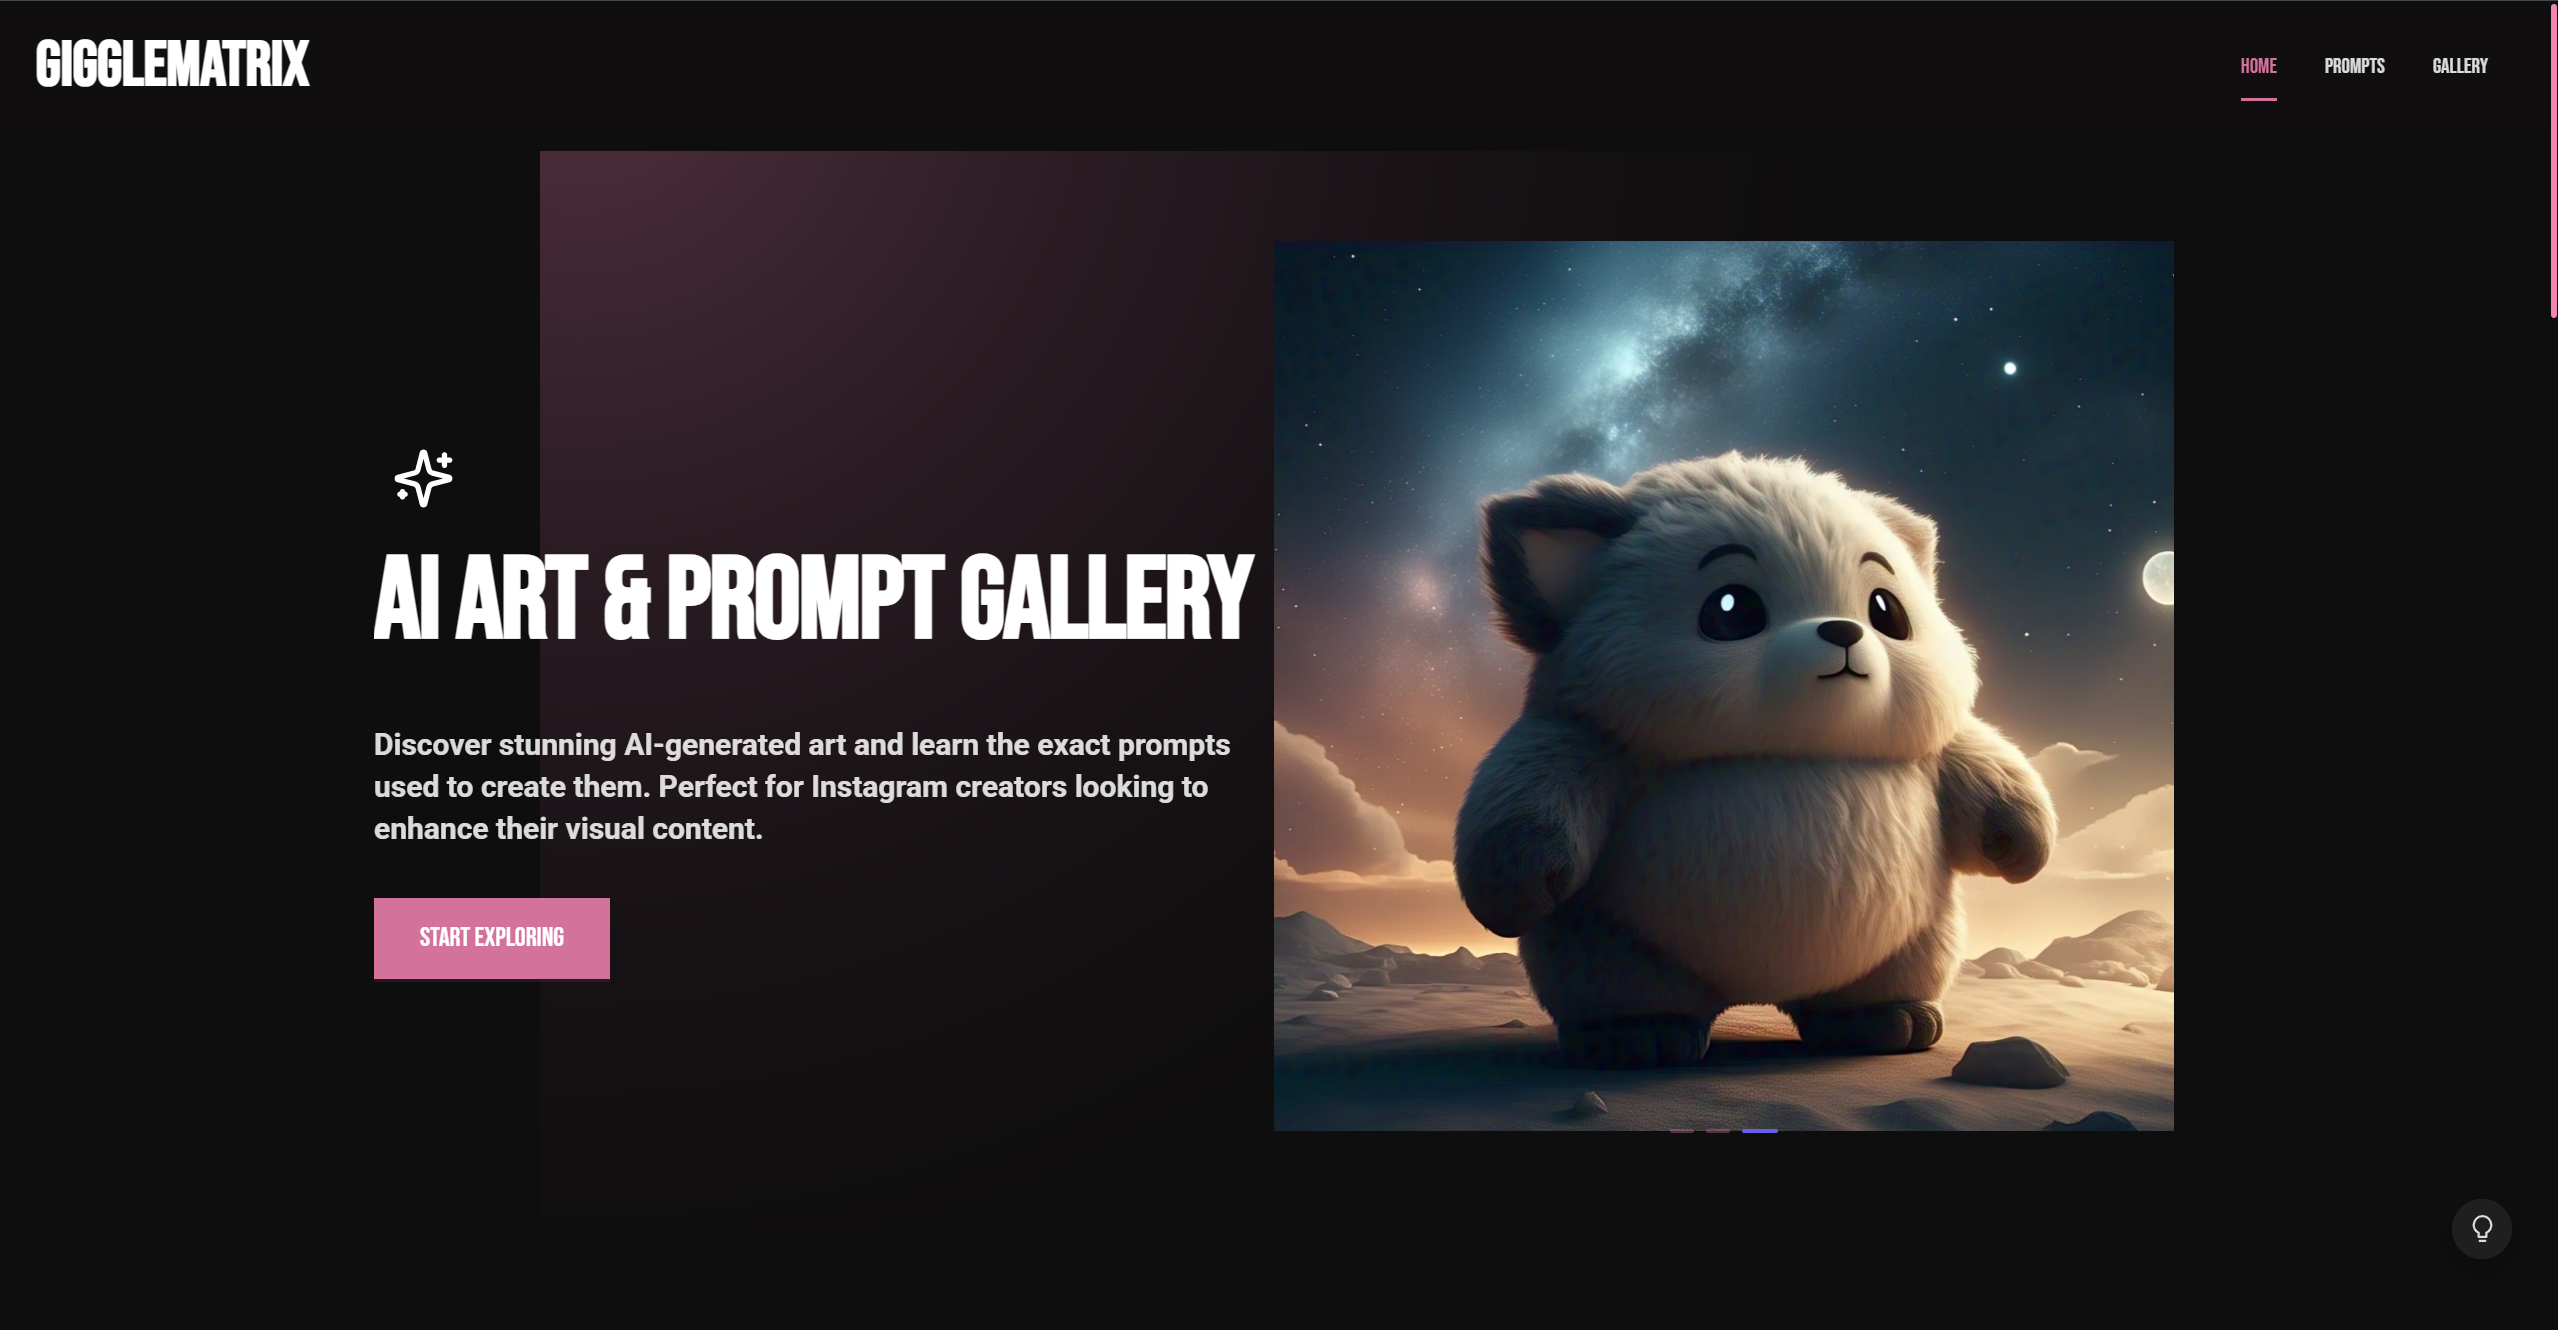 GIGGLEMATRIX
HOME
PROMPTS
GALLERY
AI ART & PROMPT GALLERY
Discover stunning AI-generated art and learn the exact prompts
used to create them. Perfect for Instagram creators looking to
enhance their visual content.
START EXPLORING